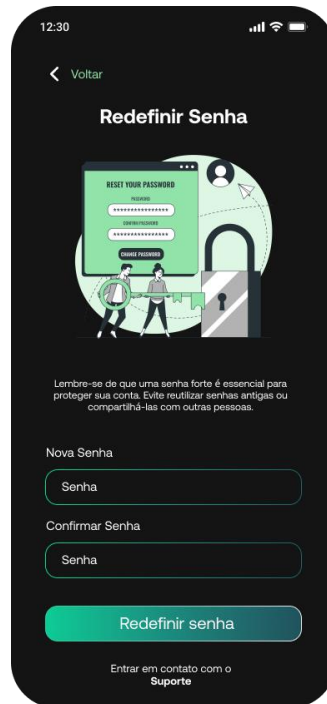 12:30
Voltar
Redefinir Senha
RESET YOUR PASSWORD
PASSWORD
****************
CONFIRM PASSWORD
****************
CHANGE PASSWORD
Lembre-se de que uma senha forte é essencial para
proteger sua conta. Evite reutilizar senhas antigas ou
compartilhá-las com outras pessoas.
Nova Senha
Senha
Confirmar Senha
Senha
Redefinir senha
Entrar em contato com o
Suporte